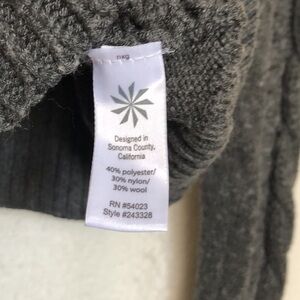 Designed in
Sonoma County,
California
40% polyester/
30% nylon/
30% wool
RN #54023
Style #243328